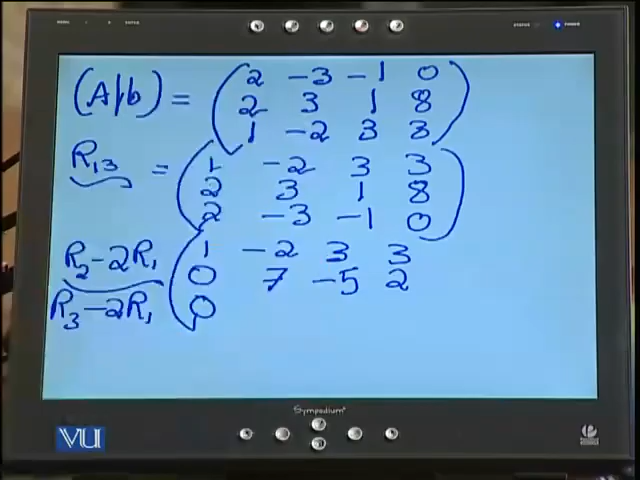 (A|b) = ( 2 -3 -1 0
2 3 1 8
1 -2 3 3 )
R13 = ( 1 -2 3 3
2 3 1 8
2 -3 -1 0 )
R2-2R1 ( 1 -2 3 3
0 7 -5 2
R3-2R1 0
Sympodium
VU